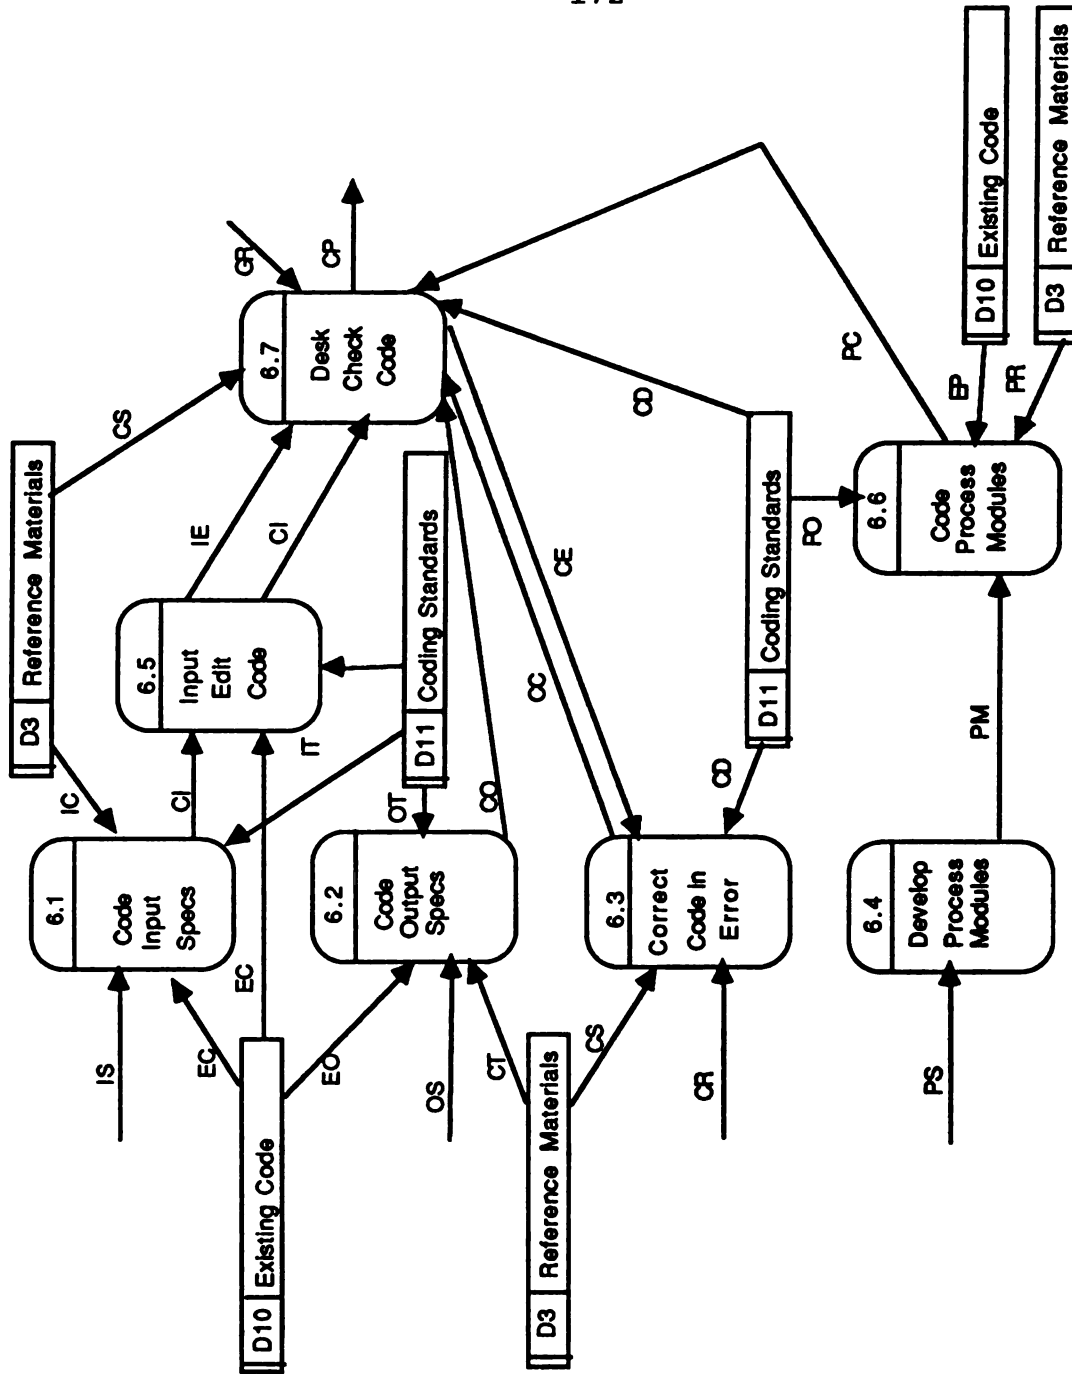 D3 Reference Materials
IC
CS
6.1
Code
Input
Specs
IS
CI
6.5
Input
Edit
Code
IE
CI
6.7
Desk
Check
Code
GR
CP
EC
EC
IT
D10 Existing Code
EO
6.2
Code
Output
Specs
OT
D11 Coding Standards
OS
CO
CT
D3 Reference Materials
CS
6.3
Correct
Code In
Error
CR
CC
CE
CD
D11 Coding Standards
CD
PO
PC
6.4
Develop
Process
Modules
PS
PM
6.6
Code
Process
Modules
EP
D10 Existing Code
PR
D3 Reference Materials